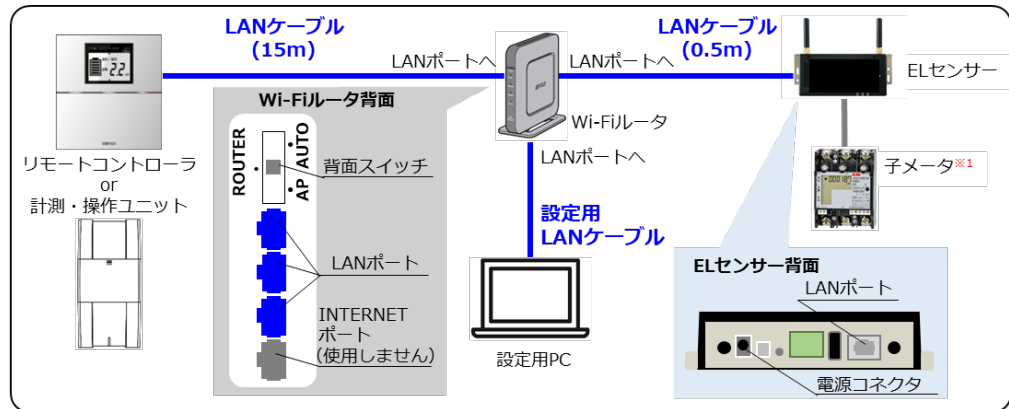 LANケーブル
(15m)
LANケーブル
(0.5m)
LANポートへ
LANポートへ
ELセンサー
Wi-Fiルータ背面
Wi-Fiルータ
リモートコントローラ
or
計測・操作ユニット
ROUTER
AP
AUTO
背面スイッチ
LANポートへ
子メータ※1
設定用
LANケーブル
LANポート
INTERNET
ポート
(使用しません)
設定用PC
ELセンサー背面
LANポート
電源コネクタ
2.2